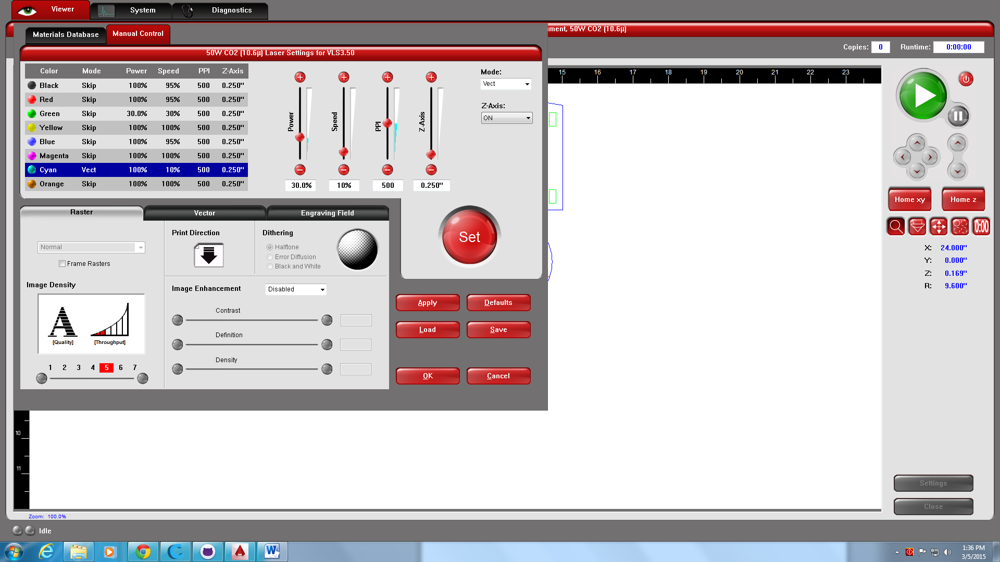 Viewer
System
Diagnostics
Materials Database
Manual Control
ment, 50W CO2 (10.6µ)
50W CO2 (10.6µ) Laser Settings for VLS3.50
Copies: 0 Runtime: 0:00:00
Color Mode Power Speed PPI Z-Axis
Black Skip 100% 95% 500 0.250"
Red Skip 100% 95% 500 0.250"
Green Skip 30.0% 30% 500 0.250"
Yellow Skip 100% 100% 500 0.250"
Blue Skip 100% 95% 500 0.250"
Magenta Skip 100% 100% 500 0.250"
Cyan Vect 100% 10% 500 0.250"
Orange Skip 100% 100% 500 0.250"
Power
Speed
PPI
Z-Axis
30.0% 10% 500 0.250"
Mode:
Vect
Z-Axis:
ON
Set
15 16 17 18 19 20 21 22 23
Raster
Vector
Engraving Field
Normal
Frame Rasters
Print Direction
Dithering
Halftone
Error Diffusion
Black and White
Image Density
A
[Quality] [Throughput]
1 2 3 4 5 6 7
Image Enhancement Disabled
Contrast
Definition
Density
Apply
Defaults
Load
Save
OK
Cancel
Home xy
Home z
0:00
X: 24.000"
Y: 0.000"
Z: 0.169"
R: 9.600"
10
11
Settings
Close
Zoom: 100.0%
Idle
1:36 PM
3/5/2015